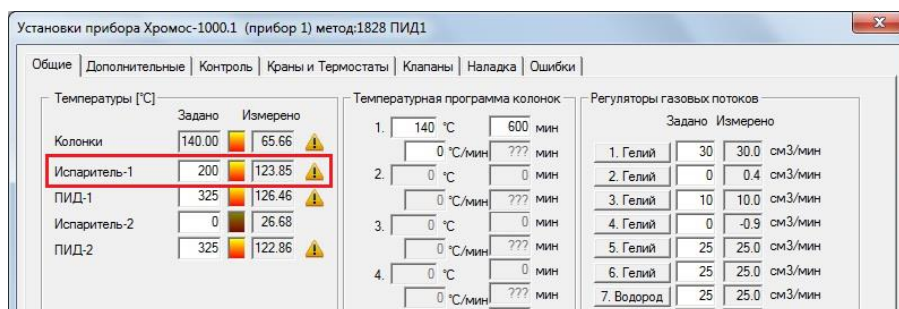 Установки прибора Хромос-1000.1 (прибор 1) метод:1828 ПИД1
Общие Дополнительные Контроль Краны и Термостаты Клапаны Наладка Ошибки
Температуры [°C]
Задано Измерено
Колонки 140.00 65.66
Испаритель-1 200 123.85
ПИД-1 325 126.46
Испаритель-2 0 26.68
ПИД-2 325 122.86
Температурная программа колонок
1. 140 °C 600 мин
0 °C/мин ??? мин
2. 0 °C 0 мин
0 °C/мин ??? мин
3. 0 °C 0 мин
0 °C/мин ??? мин
4. 0 °C 0 мин
0 °C/мин ??? мин
Регуляторы газовых потоков
Задано Измерено
1. Гелий 30 30.0 см3/мин
2. Гелий 0 0.4 см3/мин
3. Гелий 10 10.0 см3/мин
4. Гелий 0 -0.9 см3/мин
5. Гелий 25 25.0 см3/мин
6. Гелий 25 25.0 см3/мин
7. Водород 25 25.0 см3/мин